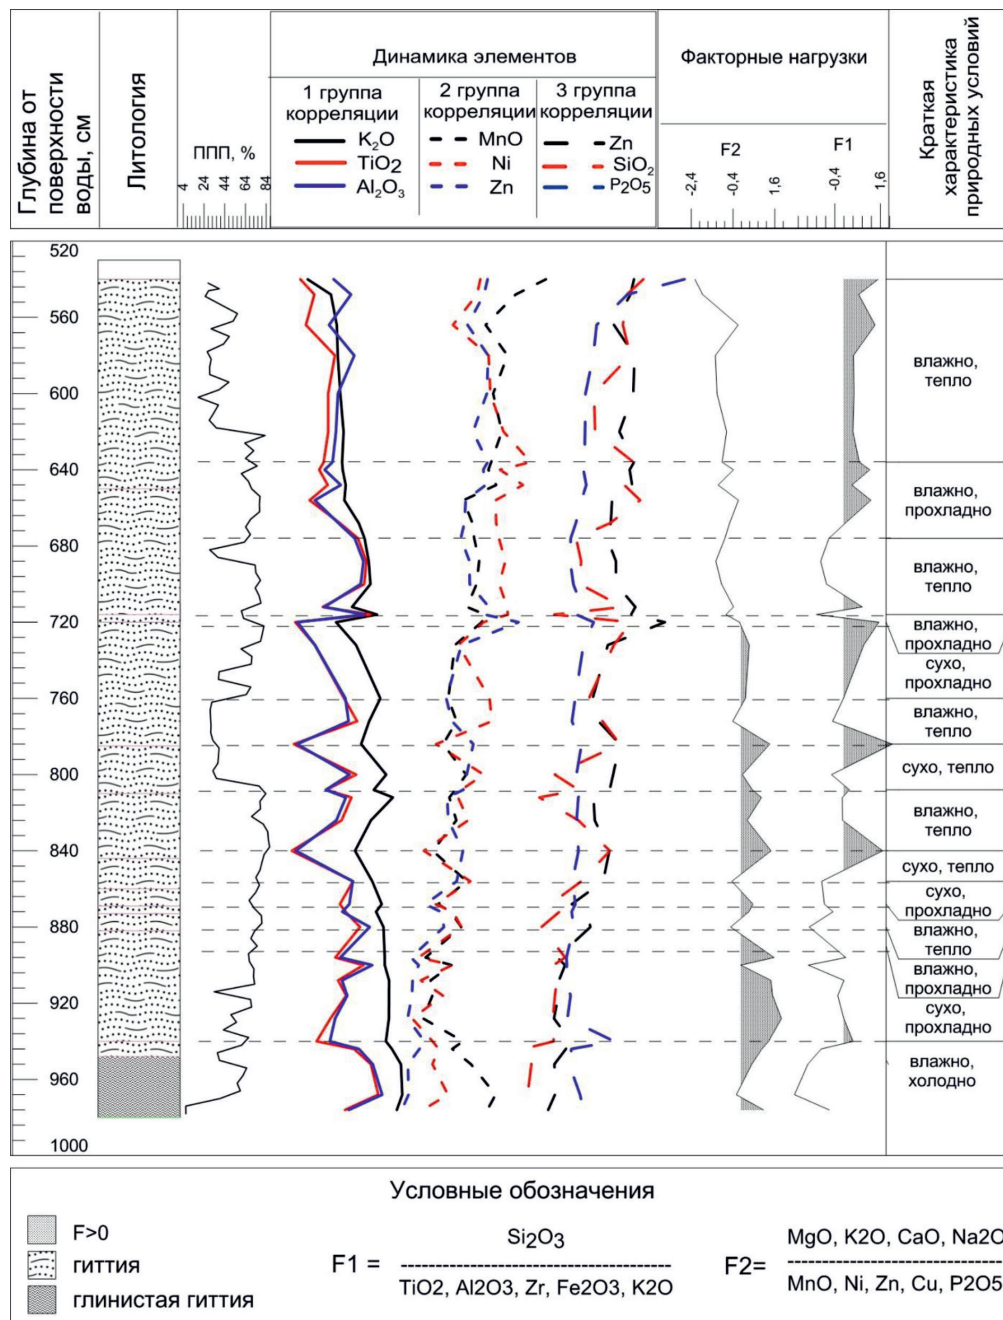 Глубина от
поверхности
воды, см
Литология
ППП, %
4
24
44
64
84
Динамика элементов
1 группа
корреляции
K₂O
TiO₂
Al₂O₃
2 группа
корреляции
MnO
Ni
Zn
3 группа
корреляции
Zn
SiO₂
P₂O₅
Факторные нагрузки
F2
-2,4
-0,4
1,6
F1
-0,4
1,6
Краткая
характеристика
природных условий
520
560
600
640
680
720
760
800
840
880
920
960
1000
влажно,
тепло
влажно,
прохладно
влажно,
тепло
влажно,
прохладно
сухо,
прохладно
влажно,
тепло
сухо, тепло
влажно,
тепло
сухо, тепло
сухо,
прохладно
влажно,
тепло
влажно,
прохладно
сухо,
прохладно
влажно,
холодно
Условные обозначения
F>0
гиттия
глинистая гиттия
Si₂O₃
F1 =
TiO2, Al2O3, Zr, Fe2O3, K2O
MgO, K2O, CaO, Na2O
F2=
MnO, Ni, Zn, Cu, P2O5